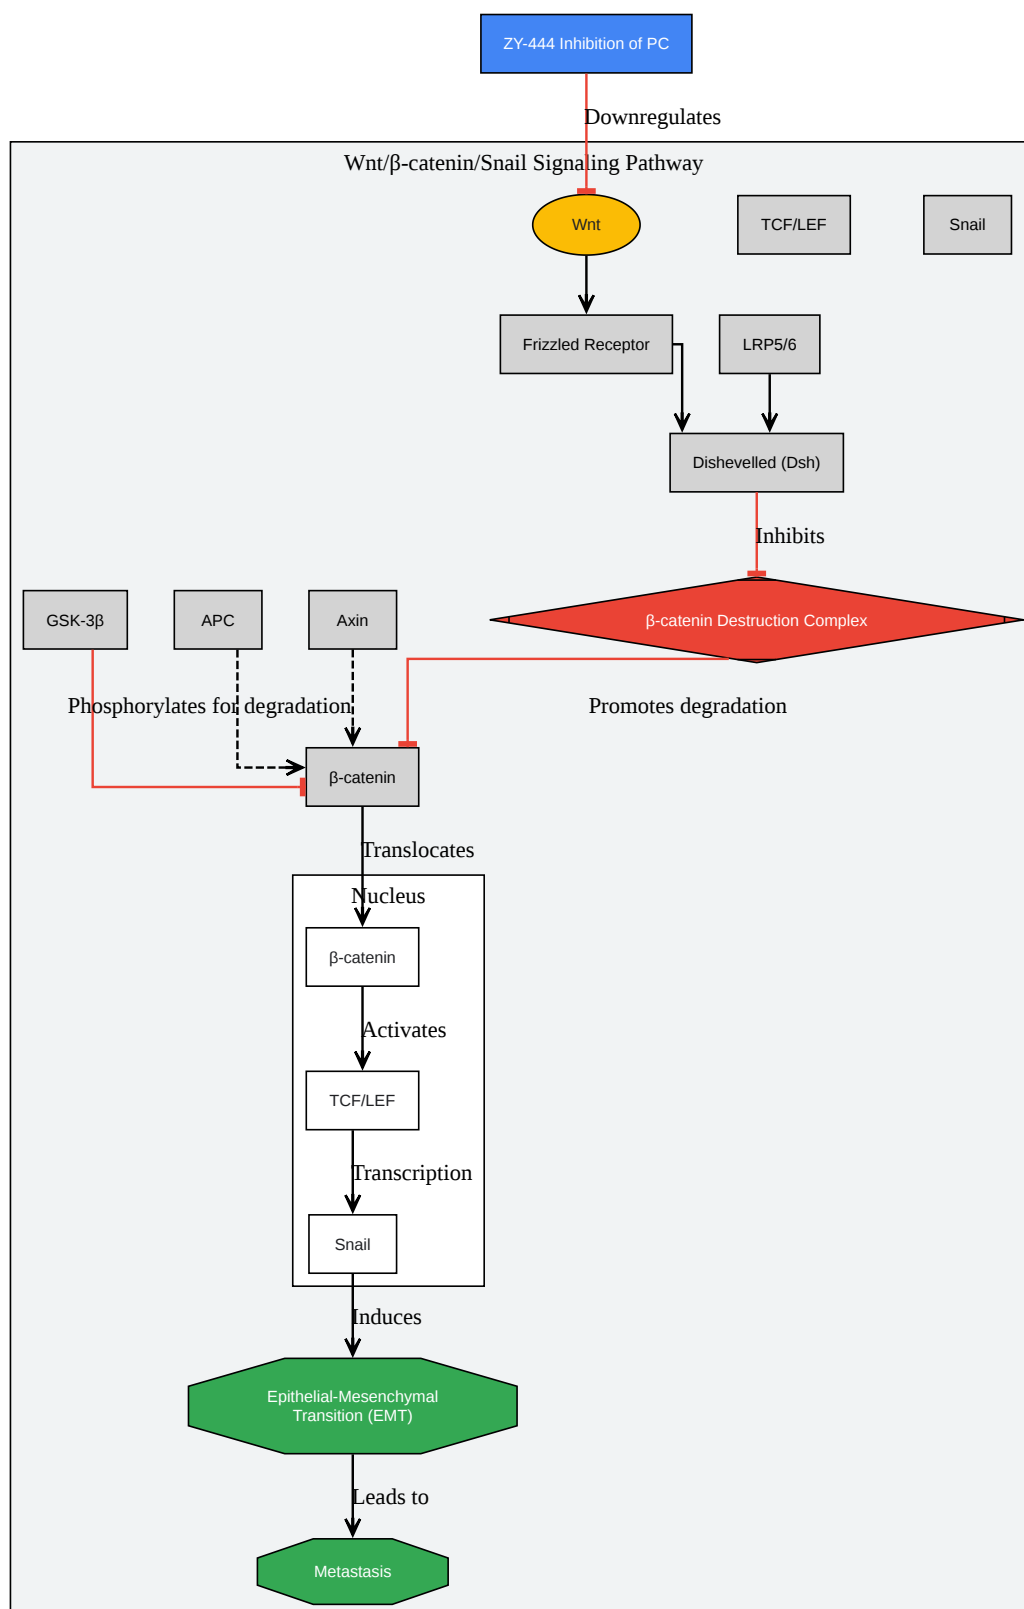 ZY-444 Inhibition of PC
Downregulates
Wnt/β-catenin/Snail Signaling Pathway
Wnt
TCF/LEF
Snail
Frizzled Receptor
LRP5/6
Dishevelled (Dsh)
Inhibits
GSK-3β
APC
Axin
β-catenin Destruction Complex
Phosphorylates for degradation
Promotes degradation
β-catenin
Translocates
Nucleus
β-catenin
Activates
TCF/LEF
Transcription
Snail
Induces
Epithelial-Mesenchymal
Transition (EMT)
Leads to
Metastasis